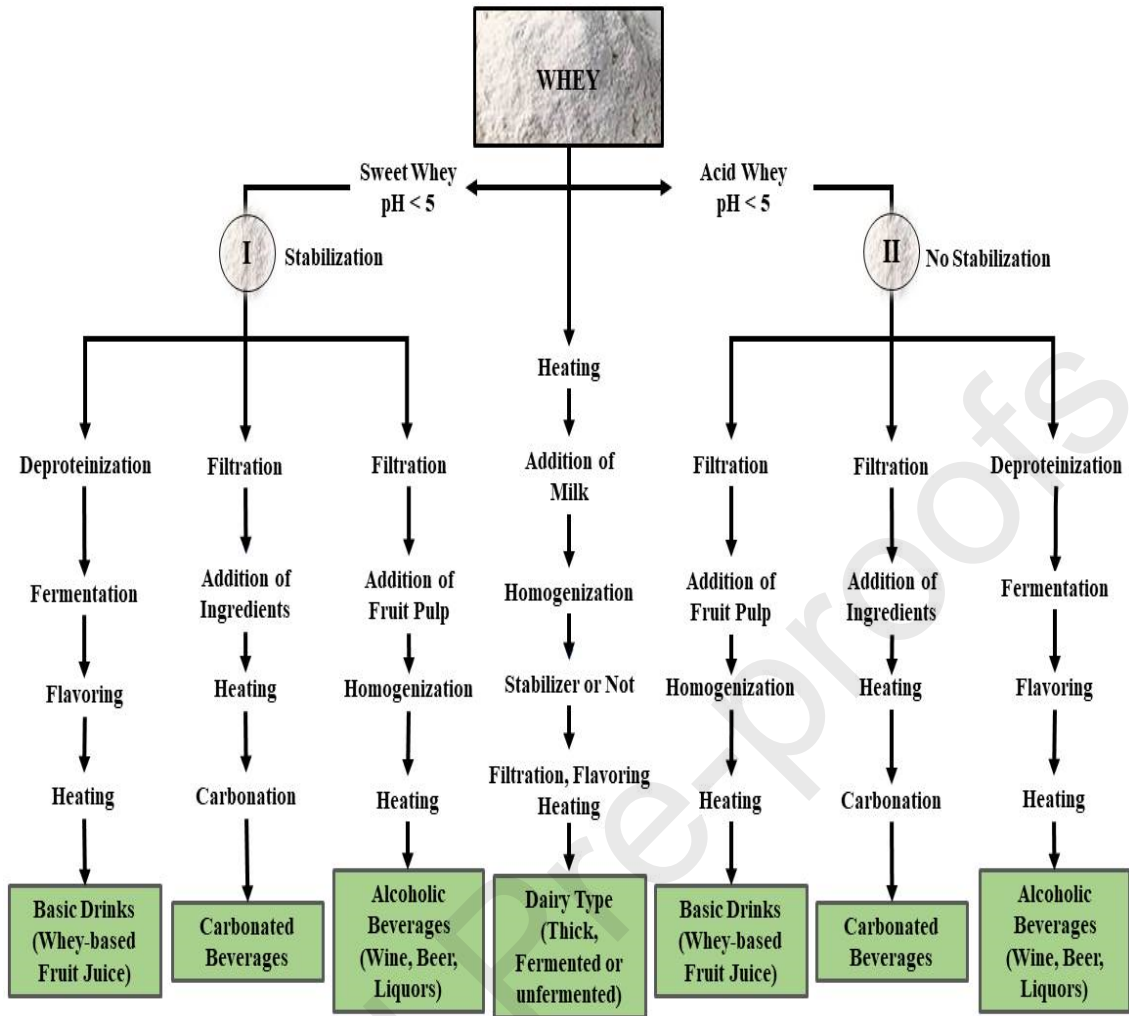 WHEY
Sweet Whey
pH < 5
Acid Whey
pH < 5
I
Stabilization
II
No Stabilization
Deproteinization
Fermentation
Flavoring
Heating
Basic Drinks
(Whey-based
Fruit Juice)
Filtration
Addition of
Ingredients
Heating
Carbonation
Carbonated
Beverages
Filtration
Addition of
Fruit Pulp
Homogenization
Heating
Alcoholic
Beverages
(Wine, Beer,
Liquors)
Heating
Addition of
Milk
Homogenization
Stabilizer or Not
Filtration, Flavoring
Heating
Dairy Type
(Thick,
Fermented or
unfermented)
Filtration
Addition of
Fruit Pulp
Homogenization
Heating
Basic Drinks
(Whey-based
Fruit Juice)
Filtration
Addition of
Ingredients
Heating
Carbonation
Carbonated
Beverages
Deproteinization
Fermentation
Flavoring
Heating
Alcoholic
Beverages
(Wine, Beer,
Liquors)
Pre-proofs